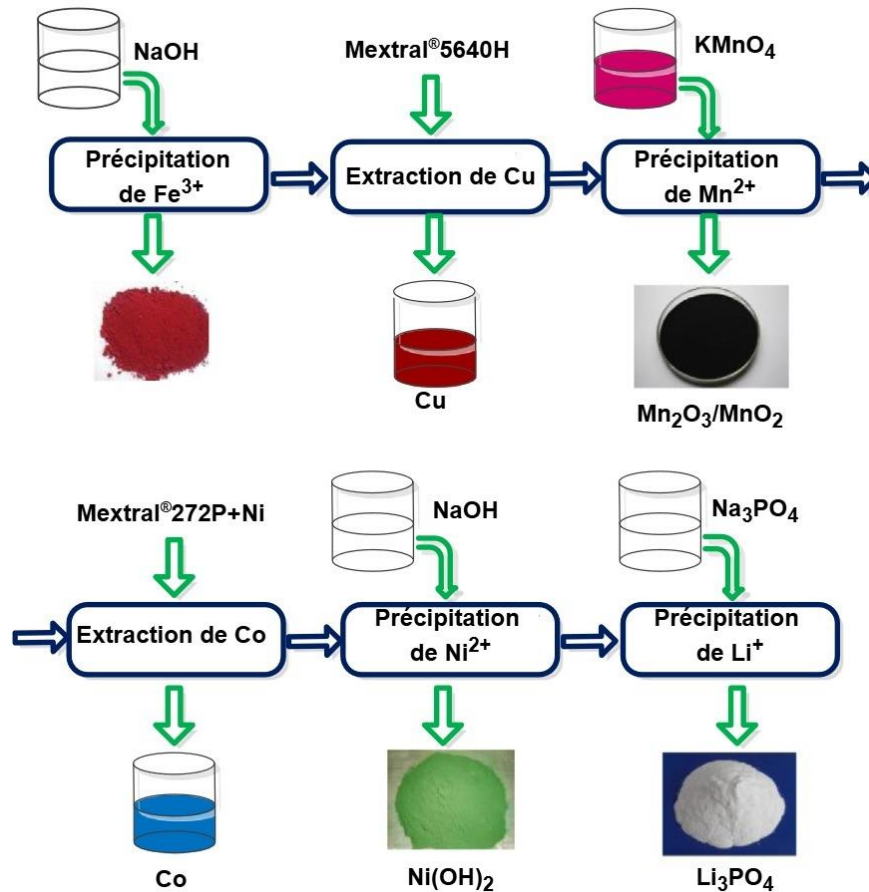 NaOH
Mextral®5640H
KMnO₄
Précipitation
de Fe³⁺
Extraction de Cu
Précipitation
de Mn²⁺
Cu
Mn₂O₃/MnO₂
Mextral®272P+Ni
NaOH
Na₃PO₄
Extraction de Co
Précipitation
de Ni²⁺
Précipitation
de Li⁺
Co
Ni(OH)₂
Li₃PO₄